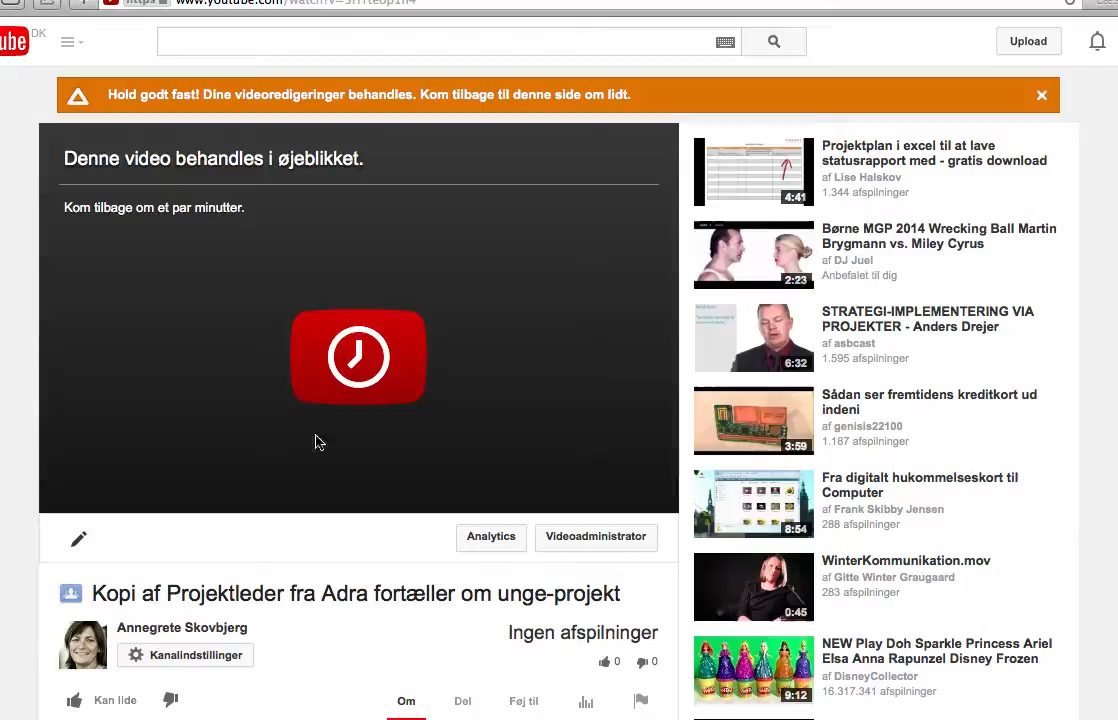 https
www.youtube.com/
DK
Upload
Hold godt fast! Dine videoredigeringer behandles. Kom tilbage til denne side om lidt.
Denne video behandles i øjeblikket.
Kom tilbage om et par minutter.
Analytics
Videoadministrator
Kopi af Projektleder fra Adra fortæller om unge-projekt
Annegrete Skovbjerg
Kanalindstillinger
Ingen afspilninger
0
0
Kan lide
Om
Del
Føj til
4:41
Projektplan i excel til at lave
statusrapport med - gratis download
af Lise Halskov
1.344 afspilninger
2:23
Børne MGP 2014 Wrecking Ball Martin
Brygmann vs. Miley Cyrus
af DJ Juel
Anbefalet til dig
6:32
STRATEGI-IMPLEMENTERING VIA
PROJEKTER - Anders Drejer
af asbcast
1.595 afspilninger
3:59
Sådan ser fremtidens kreditkort ud
indeni
af genisis22100
1.187 afspilninger
8:54
Fra digitalt hukommelseskort til
Computer
af Frank Skibby Jensen
288 afspilninger
0:45
WinterKommunikation.mov
af Gitte Winter Graugaard
283 afspilninger
9:12
NEW Play Doh Sparkle Princess Ariel
Elsa Anna Rapunzel Disney Frozen
af DisneyCollector
16.317.341 afspilninger